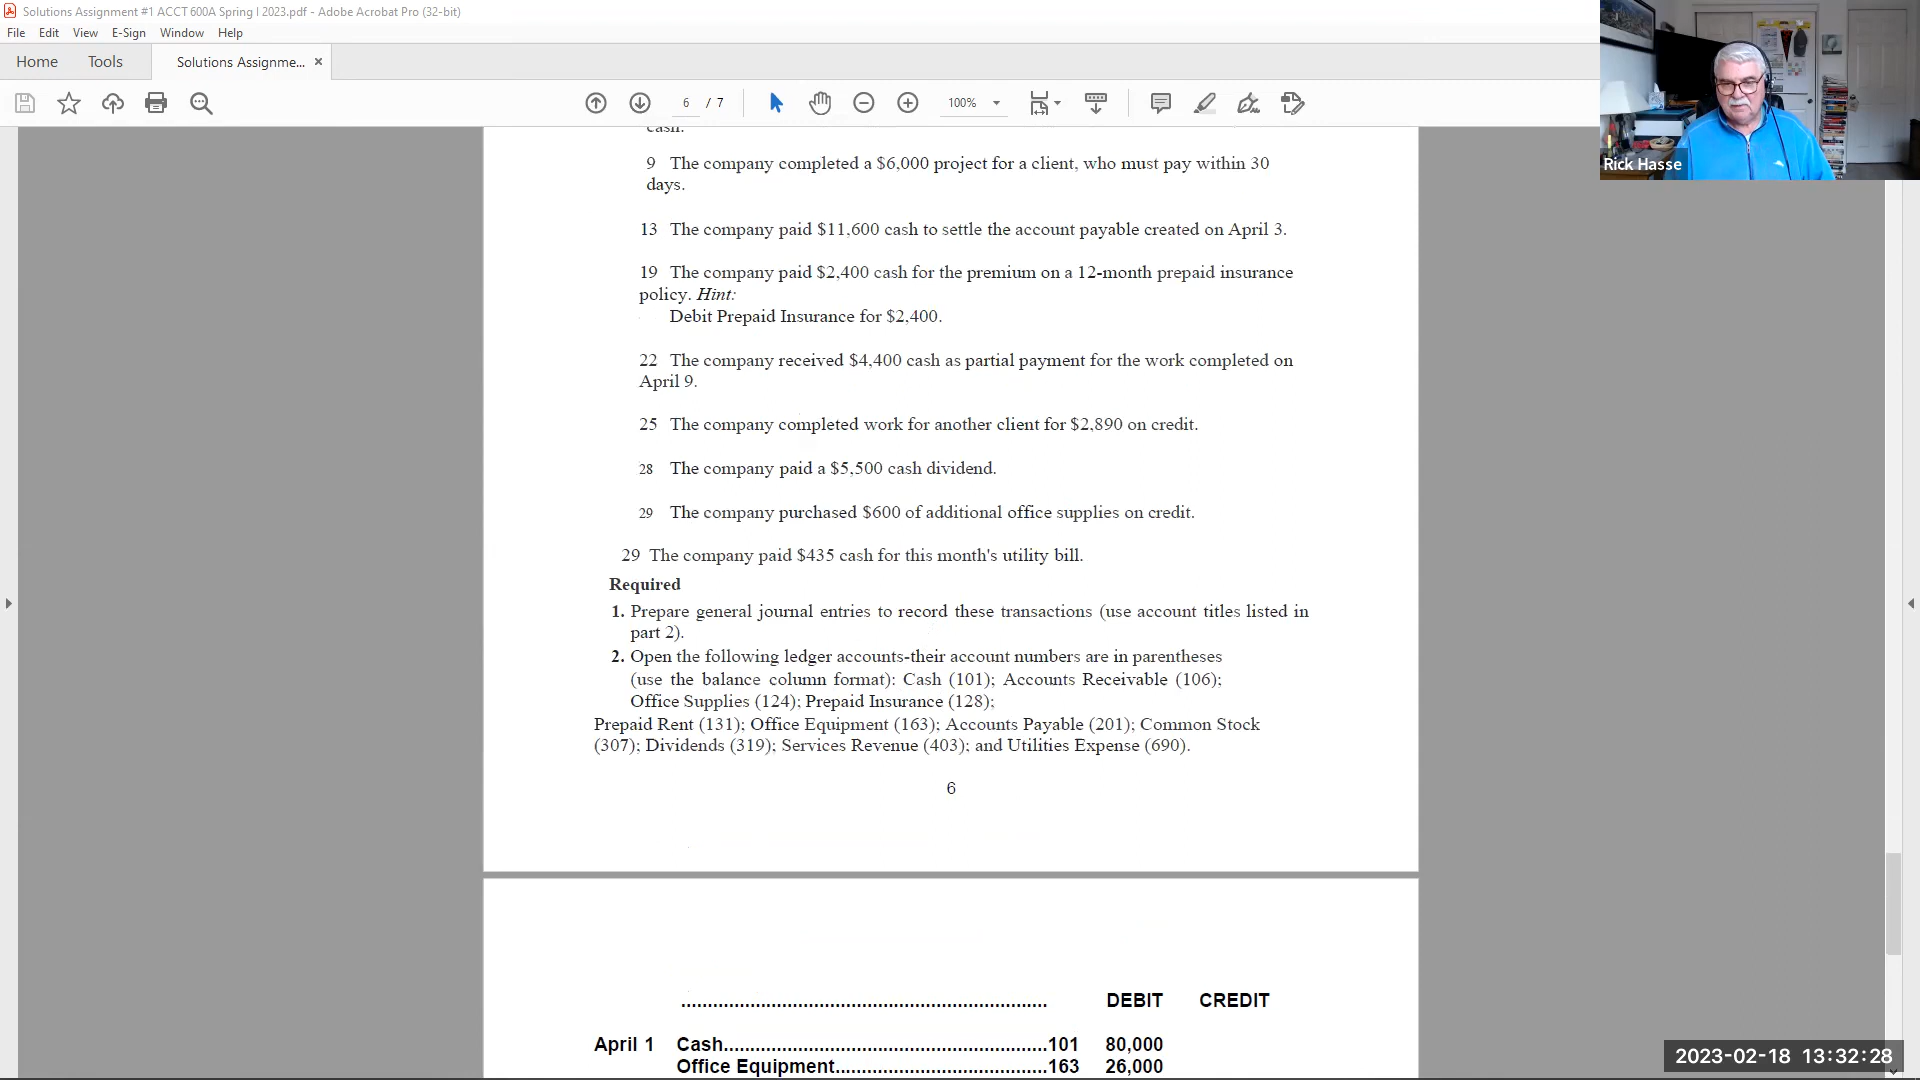 Solutions Assignment #1 ACCT 600A Spring I 2023.pdf - Adobe Acrobat Pro (32-bit)
File Edit View E-Sign Window Help
Home Tools Solutions Assignme... ×
6 / 7 100%
cash.
9 The company completed a $6,000 project for a client, who must pay within 30
days.
13 The company paid $11,600 cash to settle the account payable created on April 3.
19 The company paid $2,400 cash for the premium on a 12-month prepaid insurance
policy. Hint:
Debit Prepaid Insurance for $2,400.
22 The company received $4,400 cash as partial payment for the work completed on
April 9.
25 The company completed work for another client for $2,890 on credit.
28 The company paid a $5,500 cash dividend.
29 The company purchased $600 of additional office supplies on credit.
29 The company paid $435 cash for this month's utility bill.
Required
1. Prepare general journal entries to record these transactions (use account titles listed in
part 2).
2. Open the following ledger accounts-their account numbers are in parentheses
(use the balance column format): Cash (101); Accounts Receivable (106);
Office Supplies (124); Prepaid Insurance (128);
Prepaid Rent (131); Office Equipment (163); Accounts Payable (201); Common Stock
(307); Dividends (319); Services Revenue (403); and Utilities Expense (690).
6
..................................................................... DEBIT CREDIT
April 1 Cash.............................................................101 80,000
Office Equipment........................................163 26,000
Rick Hasse
2023-02-18 13:32:28